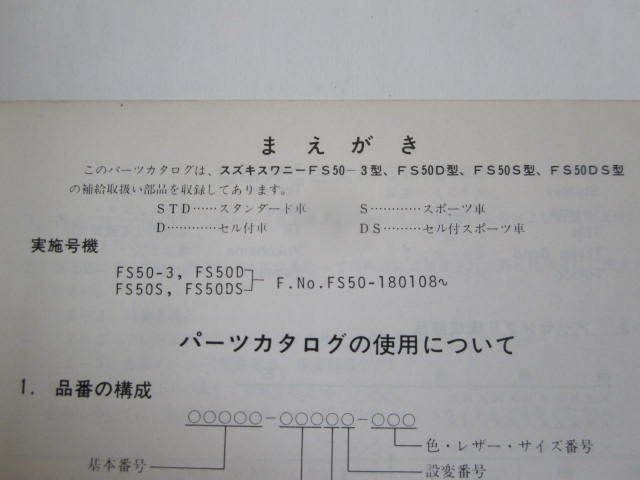 まえがき
このパーツカタログは、スズキスワニーFS50-3型、FS50D型、FS50S型、FS50DS型
の補給取扱い部品を収録してあります。
STD……スタンダード車 S…………スポーツ車
D…………セル付車 DS………セル付スポーツ車
実施号機
FS50-3, FS50D
FS50S, FS50DS
F.No.FS50-180108~
パーツカタログの使用について
1. 品番の構成
○○○○○-○○○○○-○○○
色・レザー・サイズ番号
基本番号 設変番号